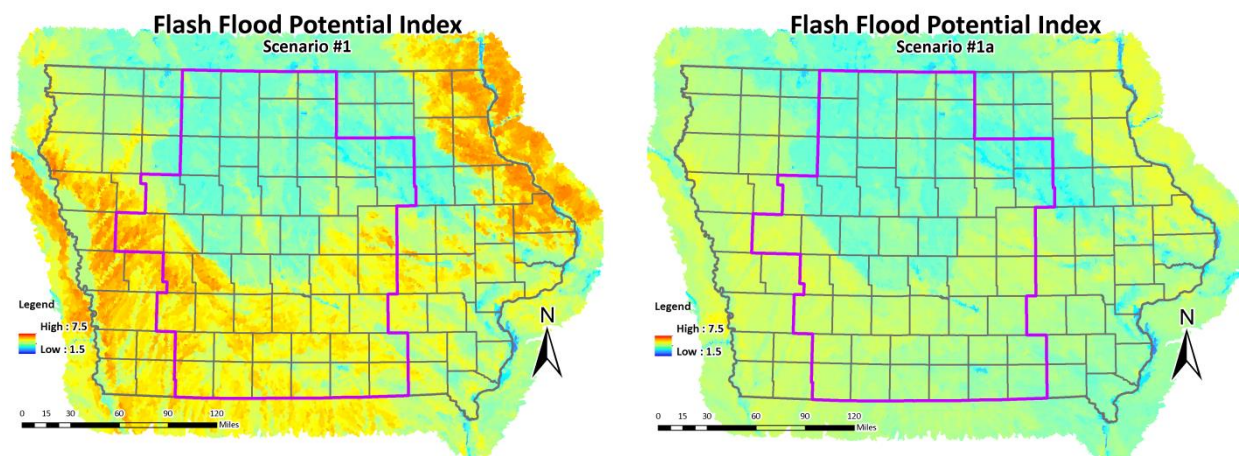 Flash Flood Potential Index
Scenario #1
N
Legend
High : 7.5
Low : 1.5
0 15 30 60 90 120
Miles
Flash Flood Potential Index
Scenario #1a
N
Legend
High : 7.5
Low : 1.5
0 15 30 60 90 120
Miles